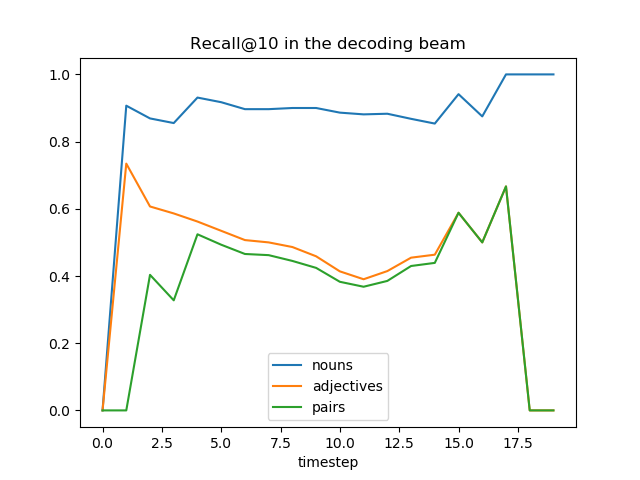 Recall@10 in the decoding beam
1.0
0.8
0.6
0.4
0.2
0.0
nouns
adjectives
pairs
0.0 2.5 5.0 7.5 10.0 12.5 15.0 17.5
timestep